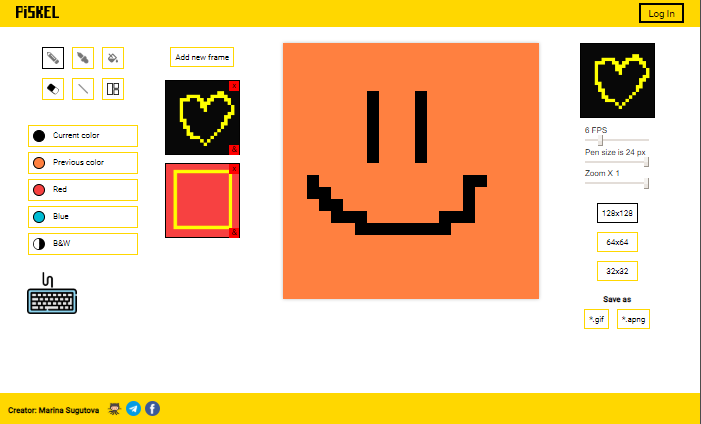 PiSKEL
Log In
Add new frame
Current color
Previous color
Red
Blue
B&W
6 FPS
Pen size is 24 px
Zoom X 1
128x128
64x64
32x32
Save as
*.gif
*.apng
Creator: Marina Sugutova